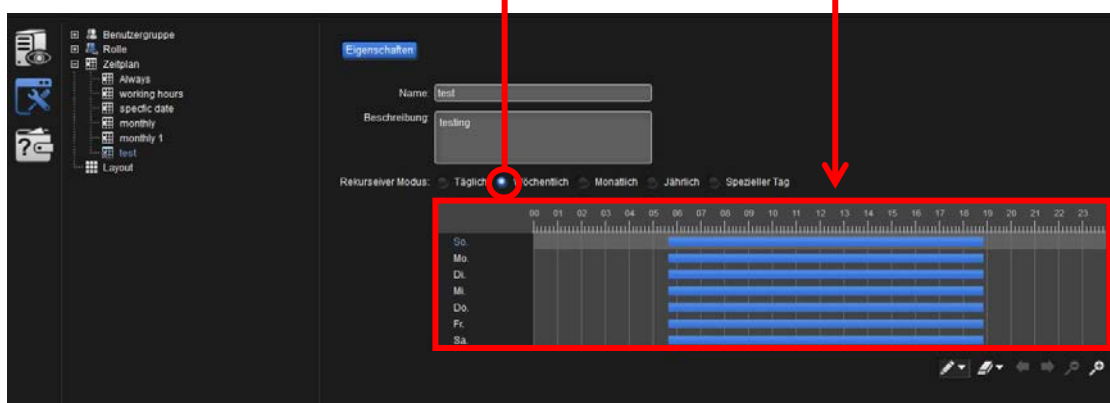 Benutzergruppe
Rolle
Zeitplan
Always
working hours
specfic date
monthly
monthly 1
test
Layout
Eigenschaften
Name: test
Beschreibung: testing
Rekurseiver Modus: Täglich Wöchentlich Monatlich Jährlich Spezieller Tag
00 01 02 03 04 05 06 07 08 09 10 11 12 13 14 15 16 17 18 19 20 21 22 23
So.
Mo.
Di.
Mi.
Do.
Fr.
Sa.